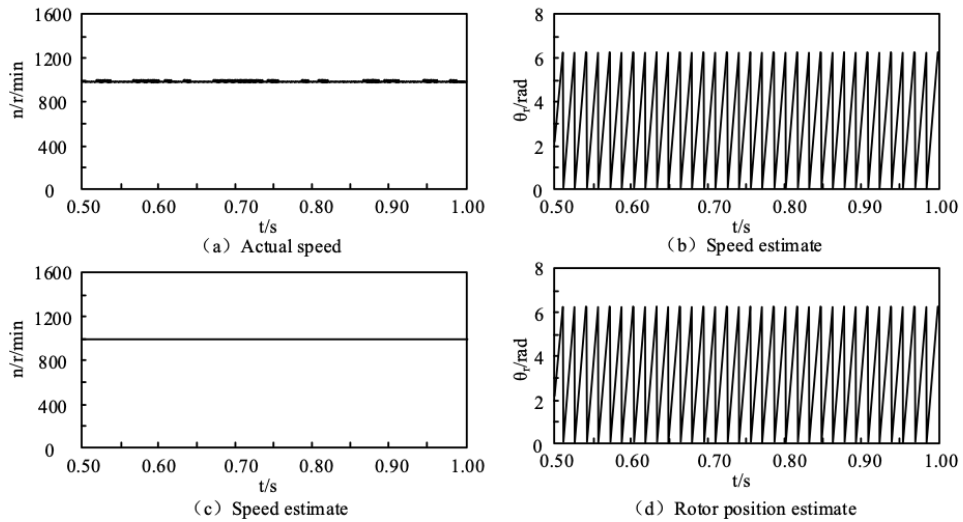 1600
1200
800
400
0
n/r/min
0.50 0.60 0.70 0.80 0.90 1.00
t/s
（a）Actual speed
8
6
4
2
0
θr/rad
0.50 0.60 0.70 0.80 0.90 1.00
t/s
（b）Speed estimate
1600
1200
800
400
0
n/r/min
0.50 0.60 0.70 0.80 0.90 1.00
t/s
（c）Speed estimate
8
6
4
2
0
θr/rad
0.50 0.60 0.70 0.80 0.90 1.00
t/s
（d）Rotor position estimate